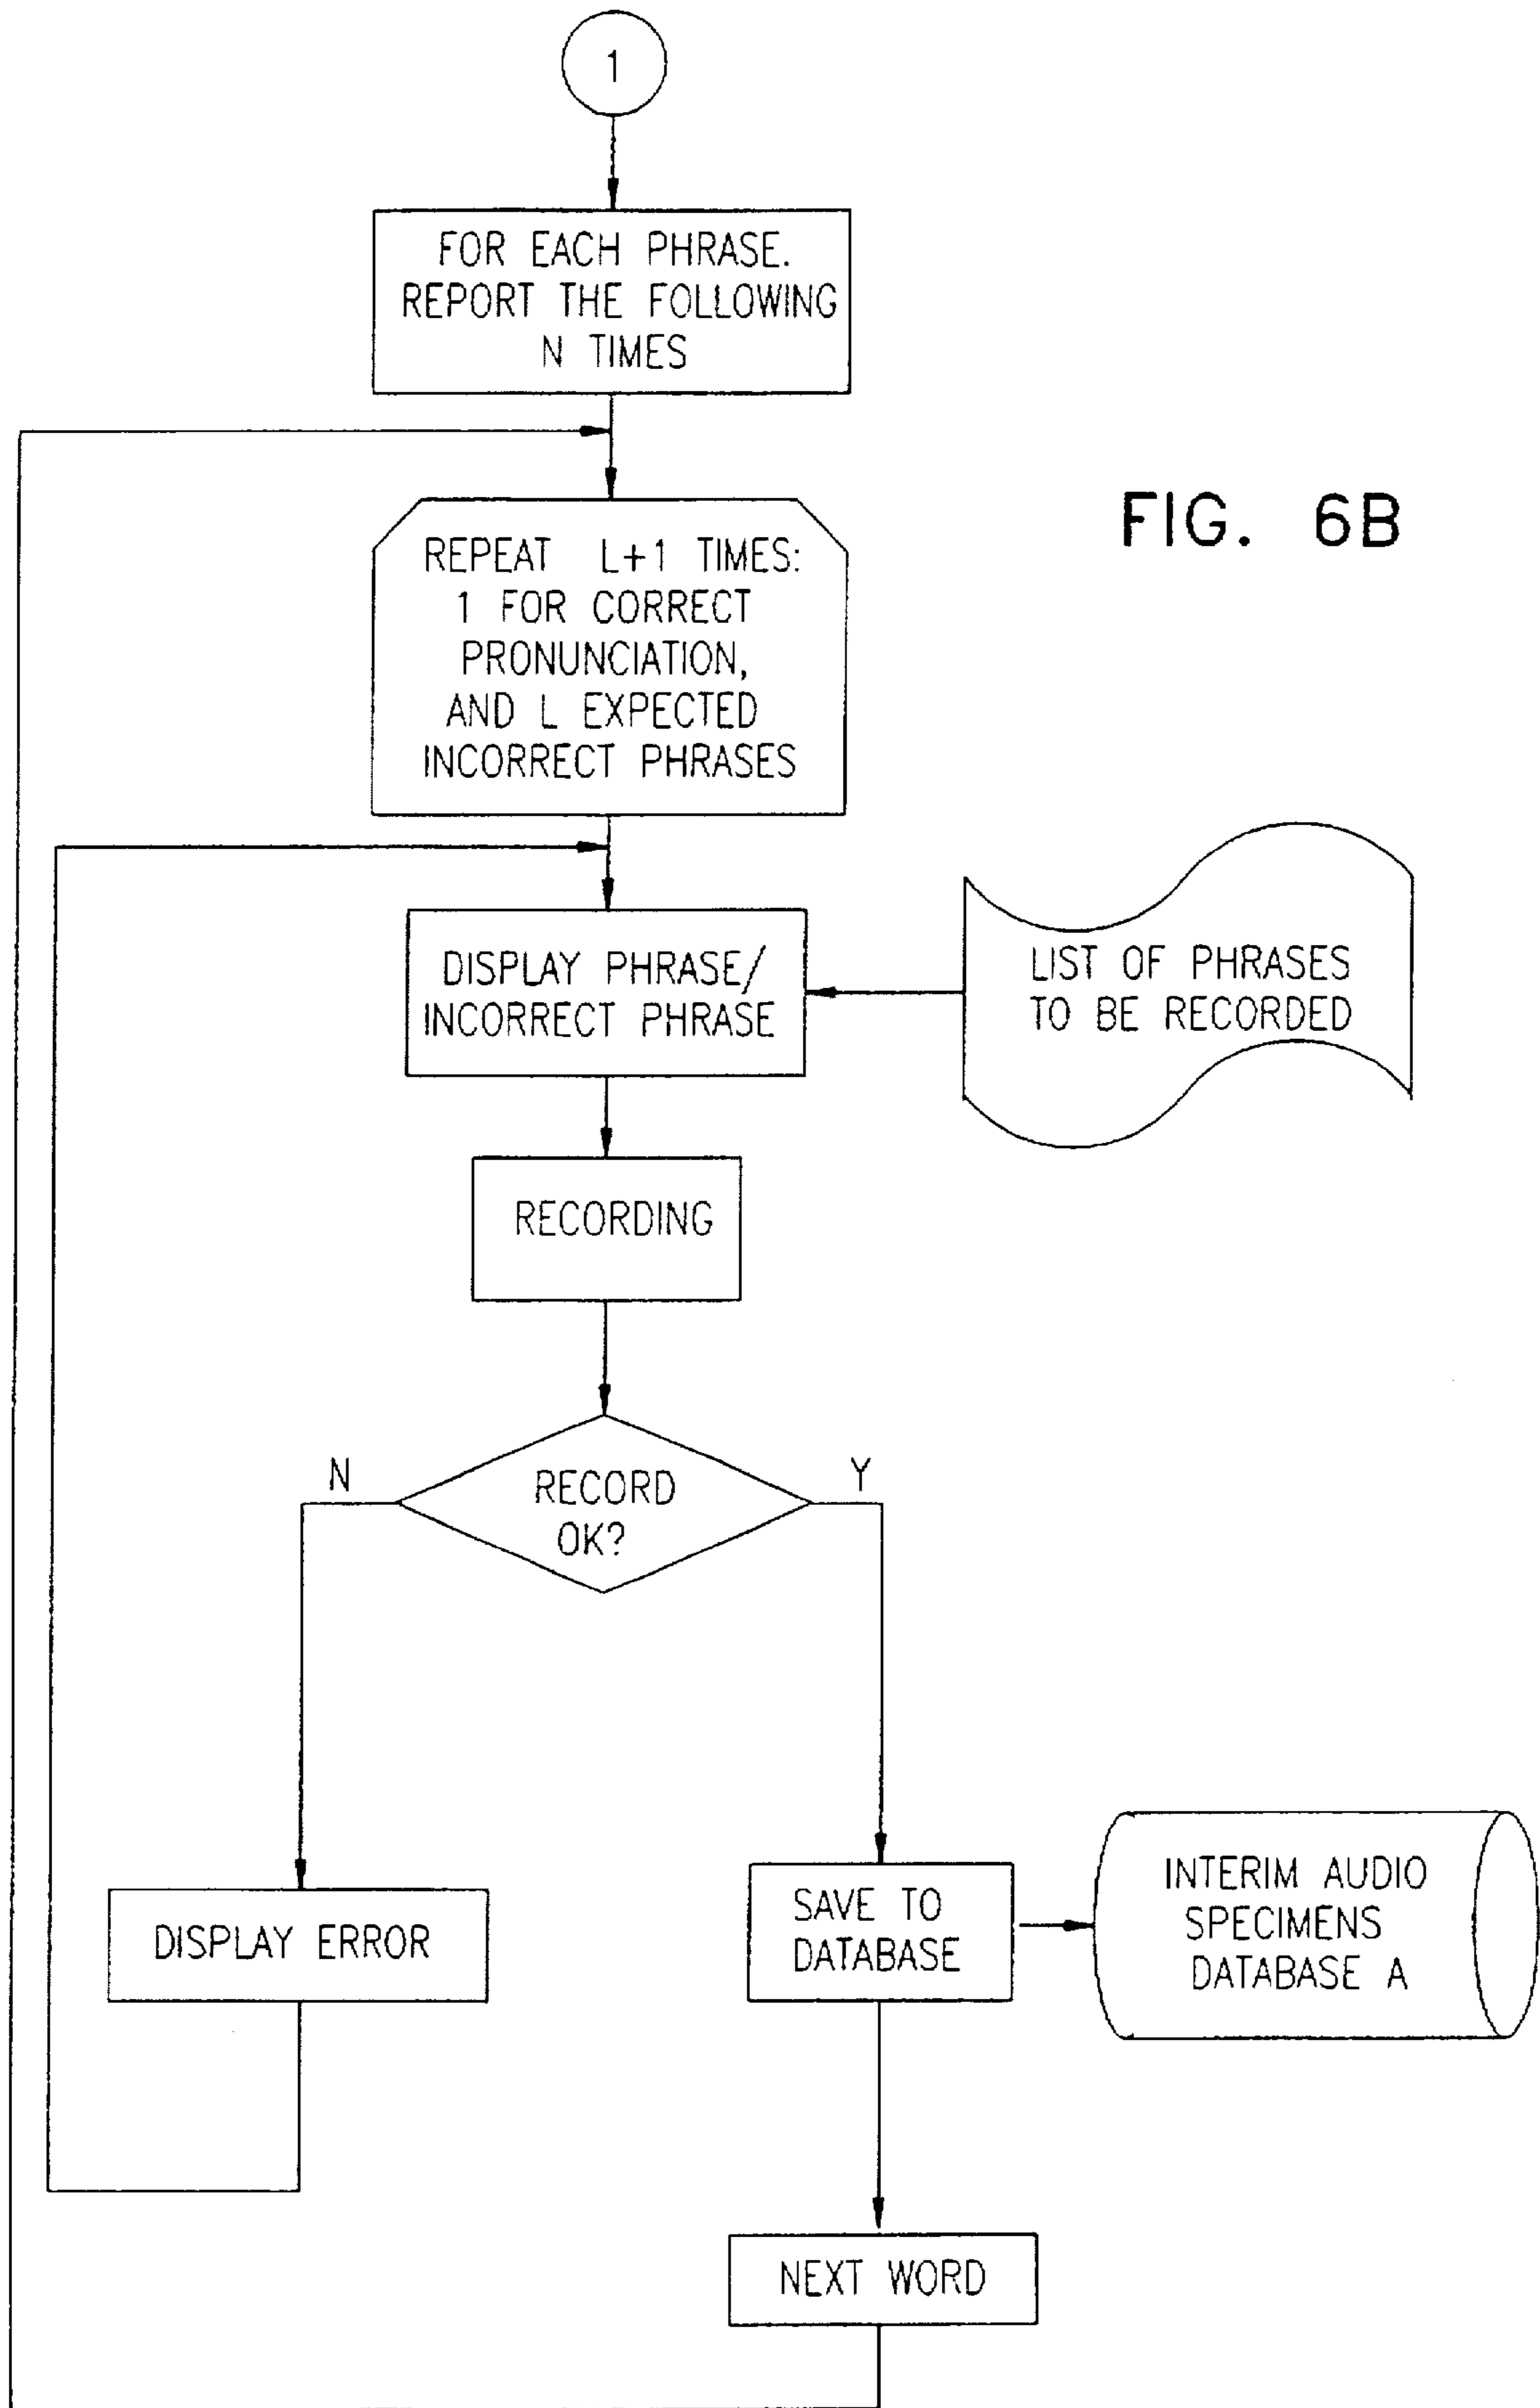 1
FOR EACH PHRASE.
REPORT THE FOLLOWING
N TIMES
FIG. 6B
REPEAT L+1 TIMES:
1 FOR CORRECT
PRONUNCIATION,
AND L EXPECTED
INCORRECT PHRASES
DISPLAY PHRASE/
INCORRECT PHRASE
LIST OF PHRASES
TO BE RECORDED
RECORDING
RECORD
OK?
N
Y
DISPLAY ERROR
SAVE TO
DATABASE
INTERIM AUDIO
SPECIMENS
DATABASE A
NEXT WORD